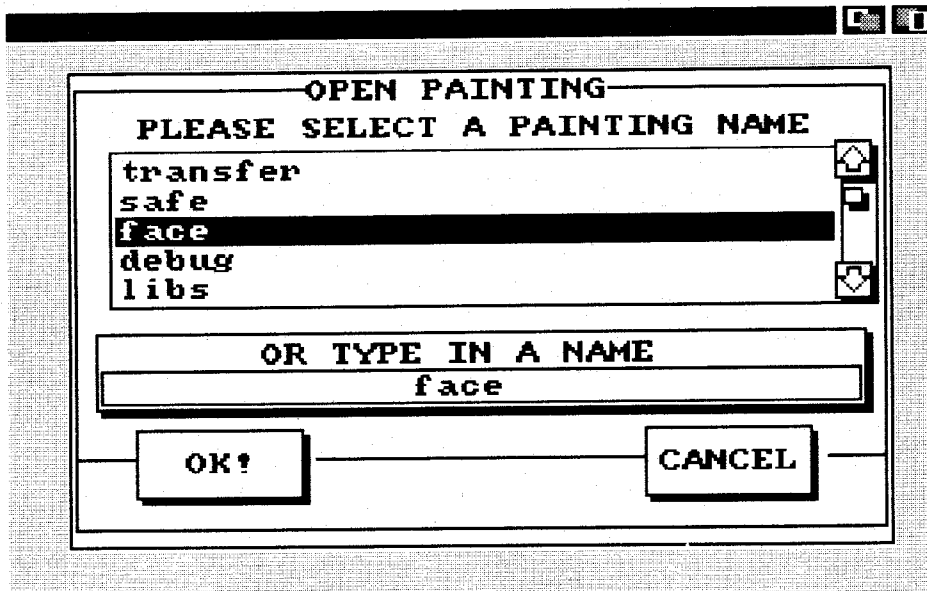 OPEN PAINTING
PLEASE SELECT A PAINTING NAME
transfer
safe
face
debug
libs
OR TYPE IN A NAME
face
OK!
CANCEL